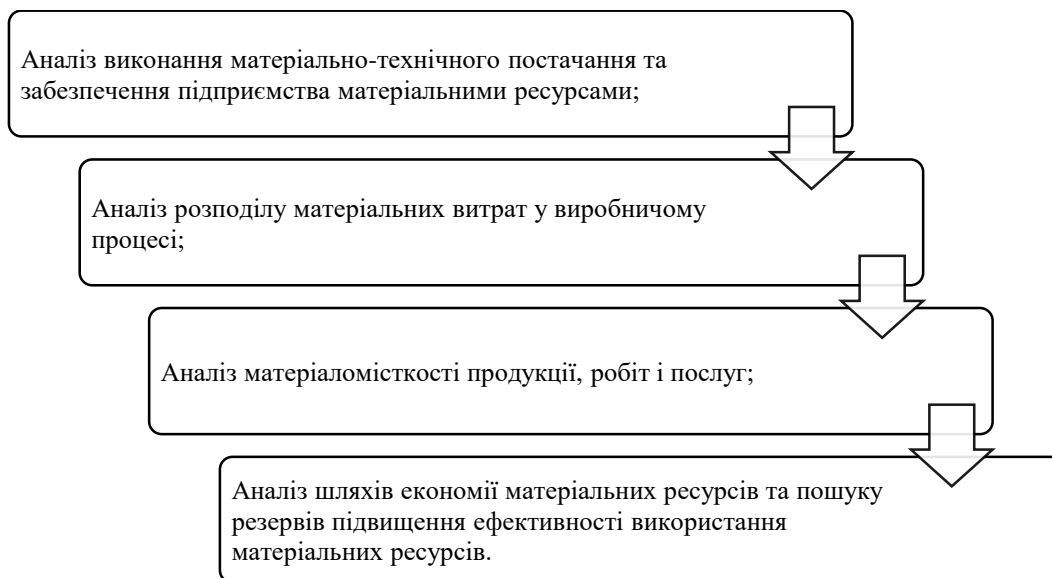 Аналіз виконання матеріально-технічного постачання та
забезпечення підприємства матеріальними ресурсами;
Аналіз розподілу матеріальних витрат у виробничому
процесі;
Аналіз матеріаломісткості продукції, робіт і послуг;
Аналіз шляхів економії матеріальних ресурсів та пошуку
резервів підвищення ефективності використання
матеріальних ресурсів.